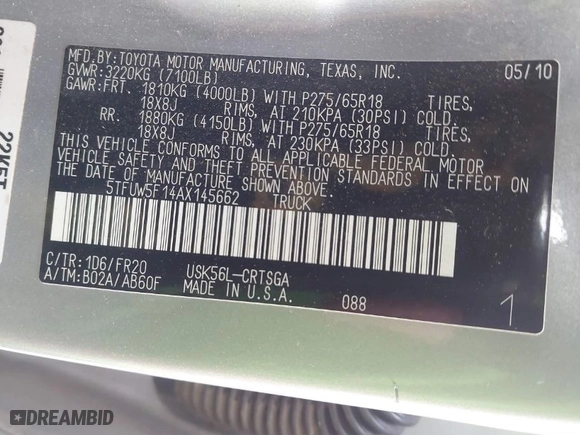 MFD.BY:TOYOTA MOTOR MANUFACTURING, TEXAS, INC. 05/10
GVWR:3220KG (7100LB)
GAWR:FRT. 1810KG (4000LB) WITH P275/65R18 TIRES,
18X8J RIMS, AT 210KPA (30PSI) COLD.
RR. 1880KG (4150LB) WITH P275/65R18 TIRES,
18X8J RIMS, AT 230KPA (33PSI) COLD.
THIS VEHICLE CONFORMS TO ALL APPLICABLE FEDERAL MOTOR
VEHICLE SAFETY AND THEFT PREVENTION STANDARDS IN EFFECT ON
THE DATE OF MANUFACTURE SHOWN ABOVE.
5TFUW5F14AX145662 TRUCK
C/TR:1D6/FR20 USK56L-CRTSGA
A/TM:B02A/AB60F MADE IN U.S.A. 088 1
22K5T
DREAMBID